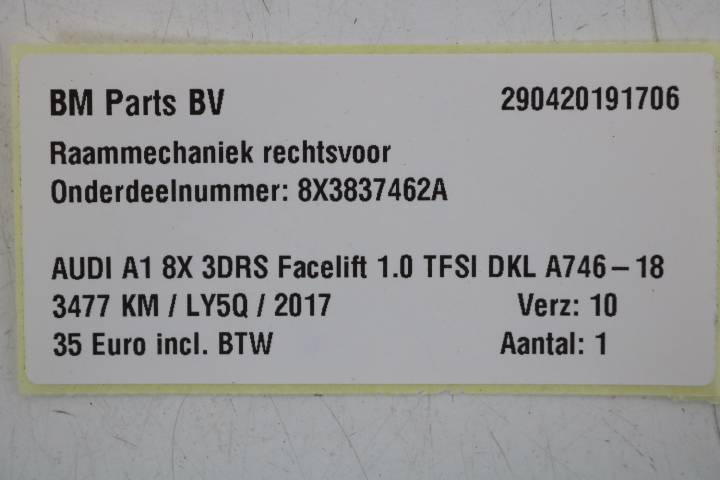 BM Parts BV 290420191706
Raammechaniek rechtsvoor
Onderdeelnummer: 8X3837462A
AUDI A1 8X 3DRS Facelift 1.0 TFSI DKL A746-18
3477 KM / LY5Q / 2017 Verz: 10
35 Euro incl. BTW Aantal: 1